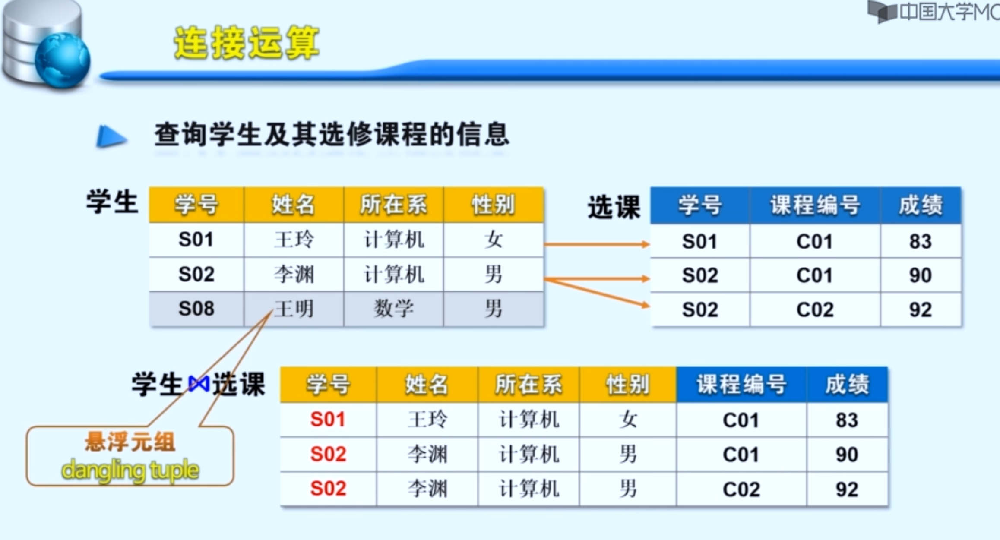 中国大学MO
连接运算
查询学生及其选修课程的信息
学生
学号 姓名 所在系 性别
S01 王玲 计算机 女
S02 李渊 计算机 男
S08 王明 数学 男
选课
学号 课程编号 成绩
S01 C01 83
S02 C01 90
S02 C02 92
学生⋈选课
学号 姓名 所在系 性别 课程编号 成绩
S01 王玲 计算机 女 C01 83
S02 李渊 计算机 男 C01 90
S02 李渊 计算机 男 C02 92
悬浮元组
dangling tuple